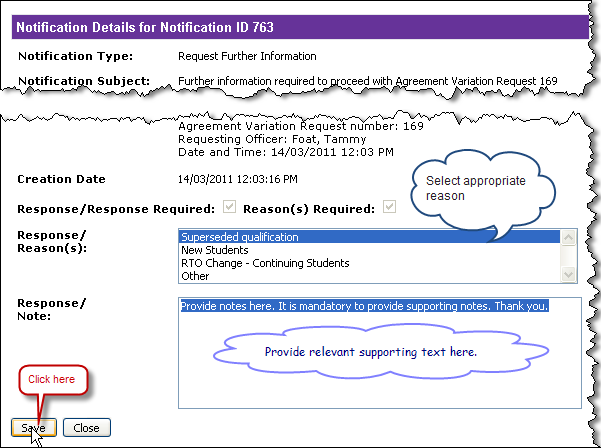 Notification Details for Notification ID 763
Notification Type: Request Further Information
Notification Subject: Further information required to proceed with Agreement Variation Request 169
Agreement Variation Request number: 169
Requesting Officer: Foat, Tammy
Date and Time: 14/03/2011 12:03 PM
Creation Date 14/03/2011 12:03:16 PM
Select appropriate
reason
Response/Response Required: Reason(s) Required:
Response/
Reason(s):
Superseded qualification
New Students
RTO Change - Continuing Students
Other
Response/
Note:
Provide notes here. It is mandatory to provide supporting notes. Thank you.
Provide relevant supporting text here.
Click here
Save Close